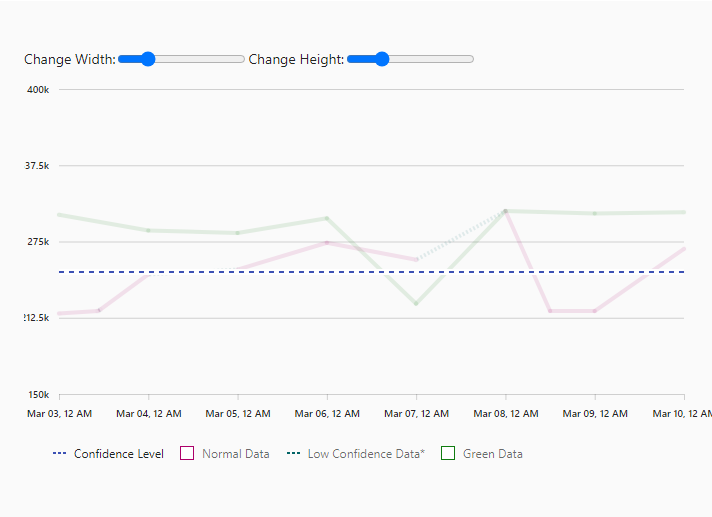 Change Width: Change Height:
400k
37.5k
275k
212.5k
150k
Mar 03, 12 AM Mar 04, 12 AM Mar 05, 12 AM Mar 06, 12 AM Mar 07, 12 AM Mar 08, 12 AM Mar 09, 12 AM Mar 10, 12 AM
Confidence Level Normal Data Low Confidence Data* Green Data